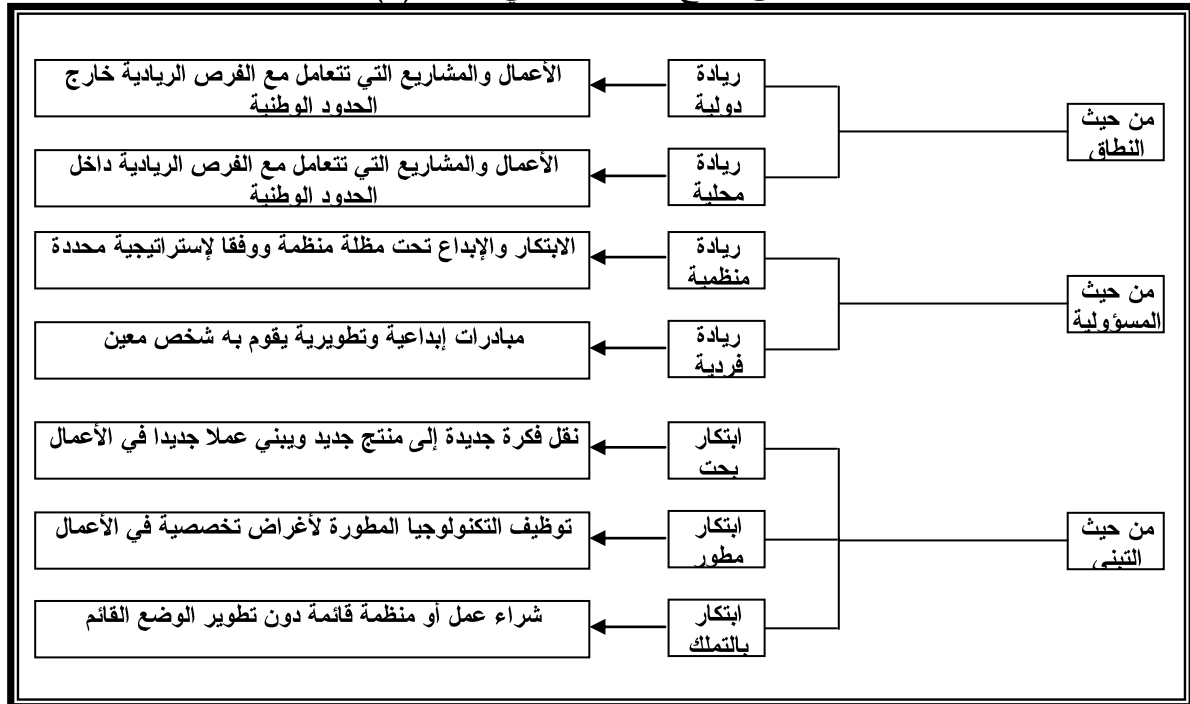 من حيث
النطاق
ريادة
دولية
الأعمال والمشاريع التي تتعامل مع الفرص الريادية خارج
الحدود الوطنية
ريادة
محلية
الأعمال والمشاريع التي تتعامل مع الفرص الريادية داخل
الحدود الوطنية
من حيث
المسؤولية
ريادة
منظمية
الابتكار والإبداع تحت مظلة منظمة ووفقا لإستراتيجية محددة
ريادة
فردية
مبادرات إبداعية وتطويرية يقوم به شخص معين
من حيث
التبني
ابتكار
بحت
نقل فكرة جديدة إلى منتج جديد ويبني عملا جديدا في الأعمال
ابتكار
مطور
توظيف التكنولوجيا المطورة لأغراض تخصصية في الأعمال
ابتكار
بالتملك
شراء عمل أو منظمة قائمة دون تطوير الوضع القائم